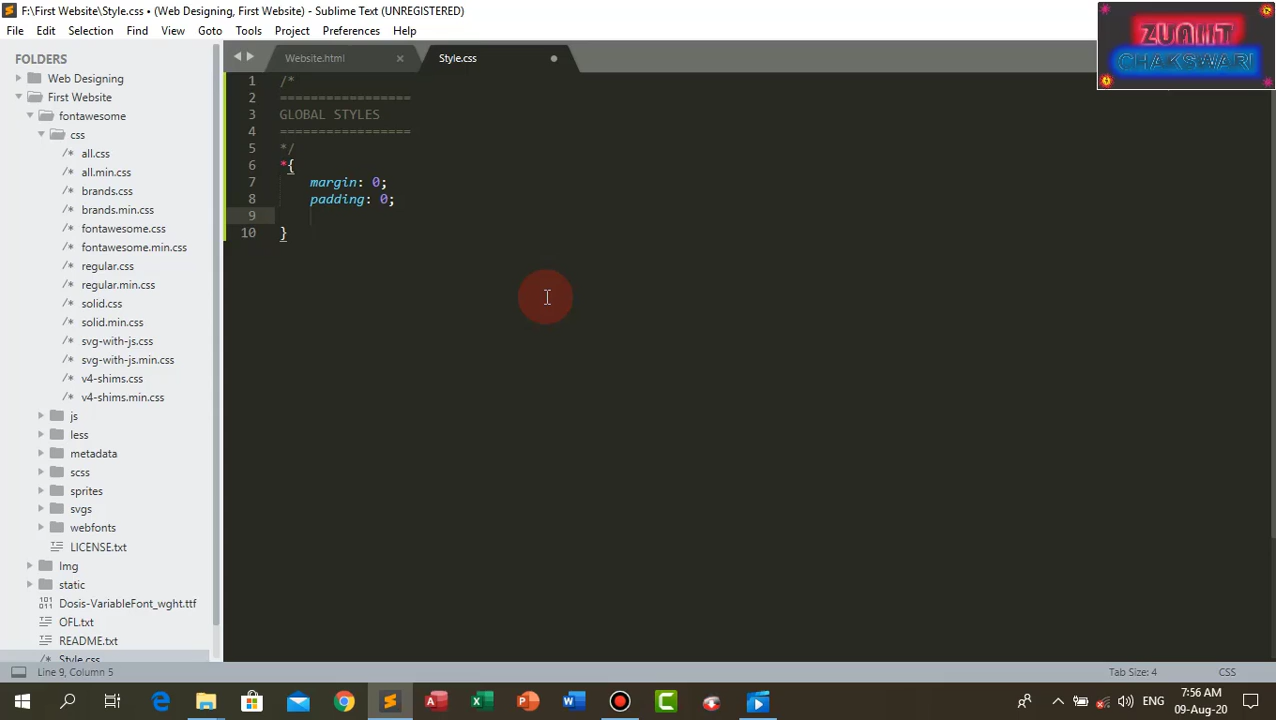 F:\First Website\Style.css • (Web Designing, First Website) - Sublime Text (UNREGISTERED)
File Edit Selection Find View Goto Tools Project Preferences Help
ZUAIIT
CHAKSWARI
FOLDERS
Web Designing
First Website
fontawesome
css
/* all.css
/* all.min.css
/* brands.css
/* brands.min.css
/* fontawesome.css
/* fontawesome.min.css
/* regular.css
/* regular.min.css
/* solid.css
/* solid.min.css
/* svg-with-js.css
/* svg-with-js.min.css
/* v4-shims.css
/* v4-shims.min.css
js
less
metadata
scss
sprites
svgs
webfonts
LICENSE.txt
Img
static
Dosis-VariableFont_wght.ttf
OFL.txt
README.txt
/* Style.css
Website.html
Style.css
1 /*
2 =================
3 GLOBAL STYLES
4 =================
5 */
6 *{
7 margin: 0;
8 padding: 0;
9
10 }
Line 9, Column 5
Tab Size: 4
CSS
ENG
7:56 AM
09-Aug-20